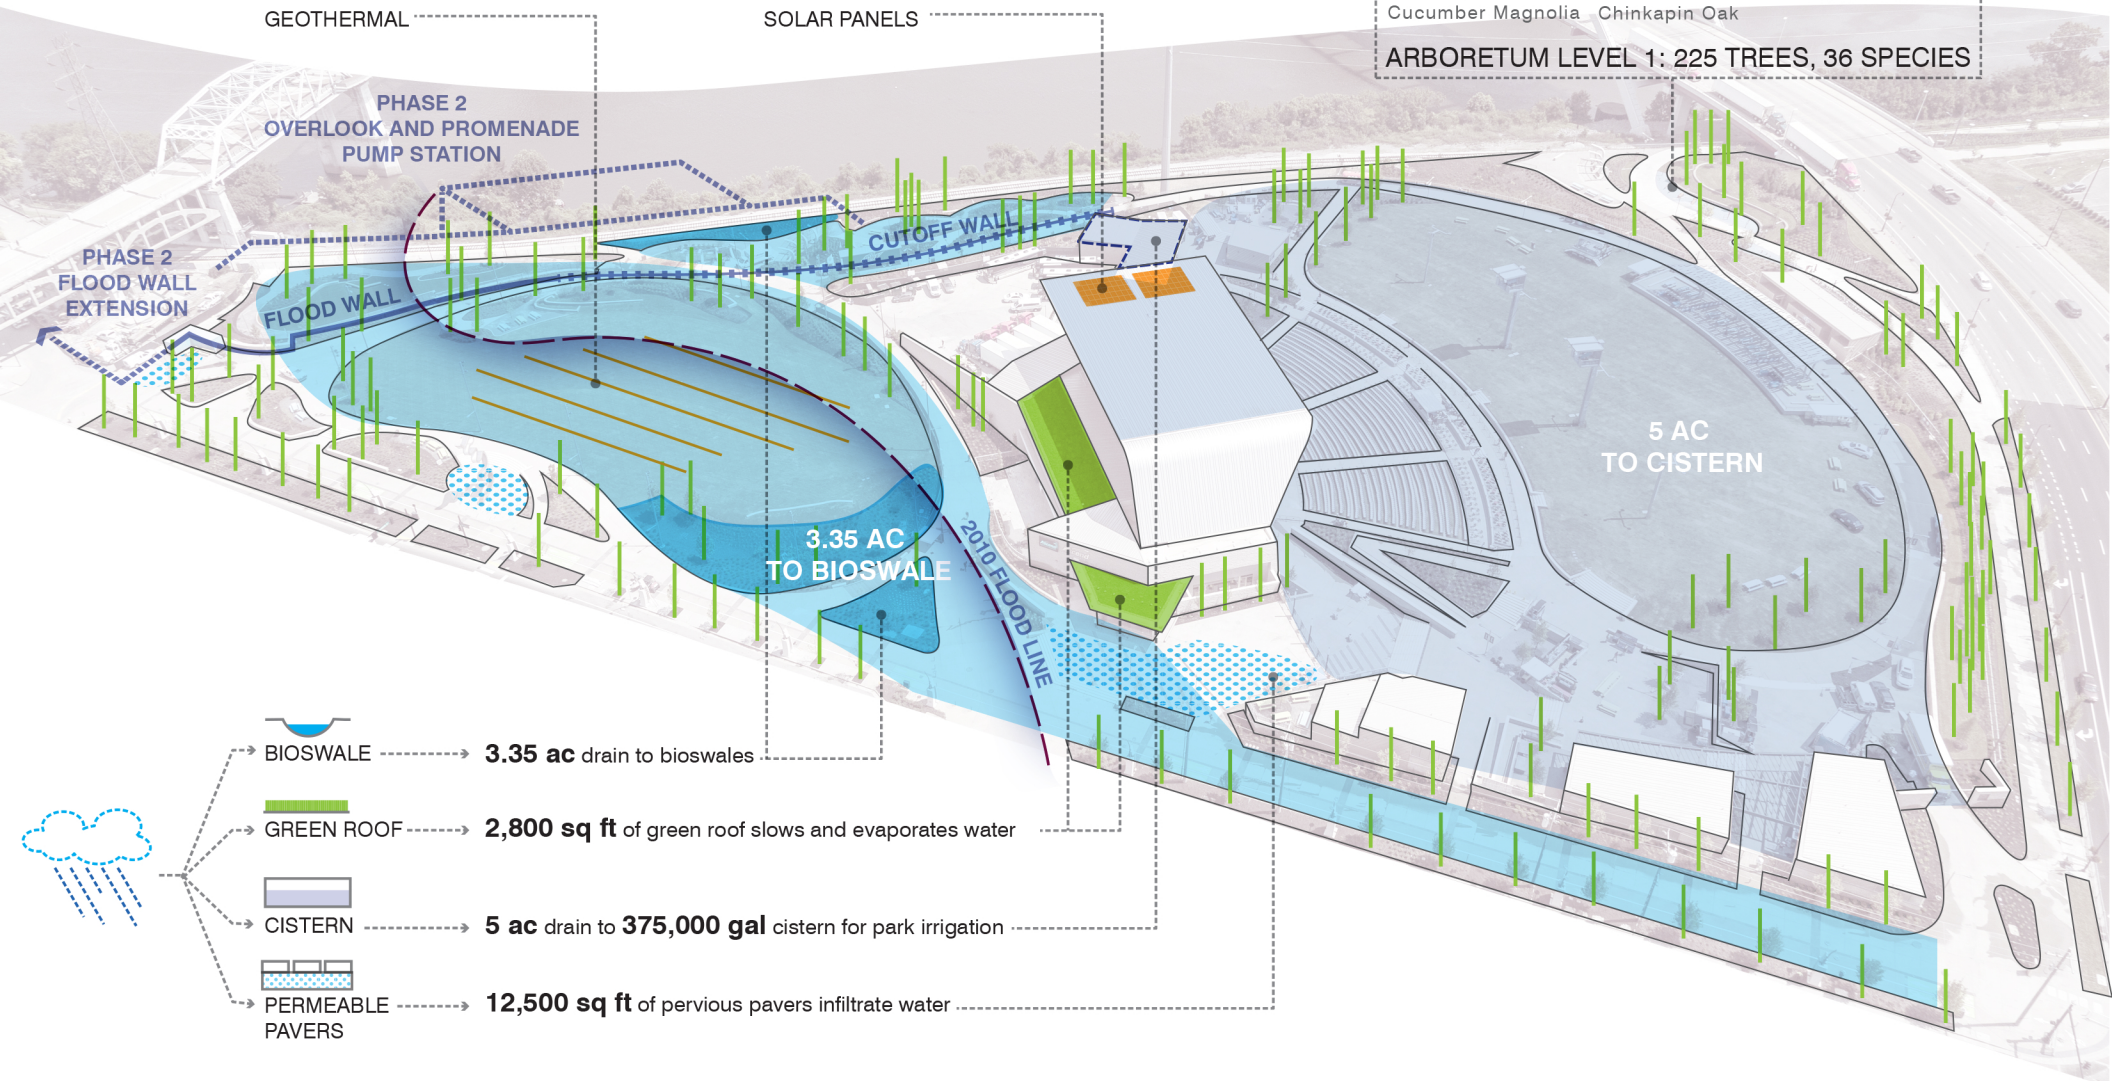 GEOTHERMAL
SOLAR PANELS
Cucumber Magnolia Chinkapin Oak
ARBORETUM LEVEL 1: 225 TREES, 36 SPECIES
PHASE 2
OVERLOOK AND PROMENADE
PUMP STATION
PHASE 2
FLOOD WALL
EXTENSION
FLOOD WALL
CUTOFF WALL
5 AC
TO CISTERN
3.35 AC
TO BIOSWALE
2010 FLOOD LINE
BIOSWALE
3.35 ac drain to bioswales
GREEN ROOF
2,800 sq ft of green roof slows and evaporates water
CISTERN
5 ac drain to 375,000 gal cistern for park irrigation
PERMEABLE
PAVERS
12,500 sq ft of pervious pavers infiltrate water